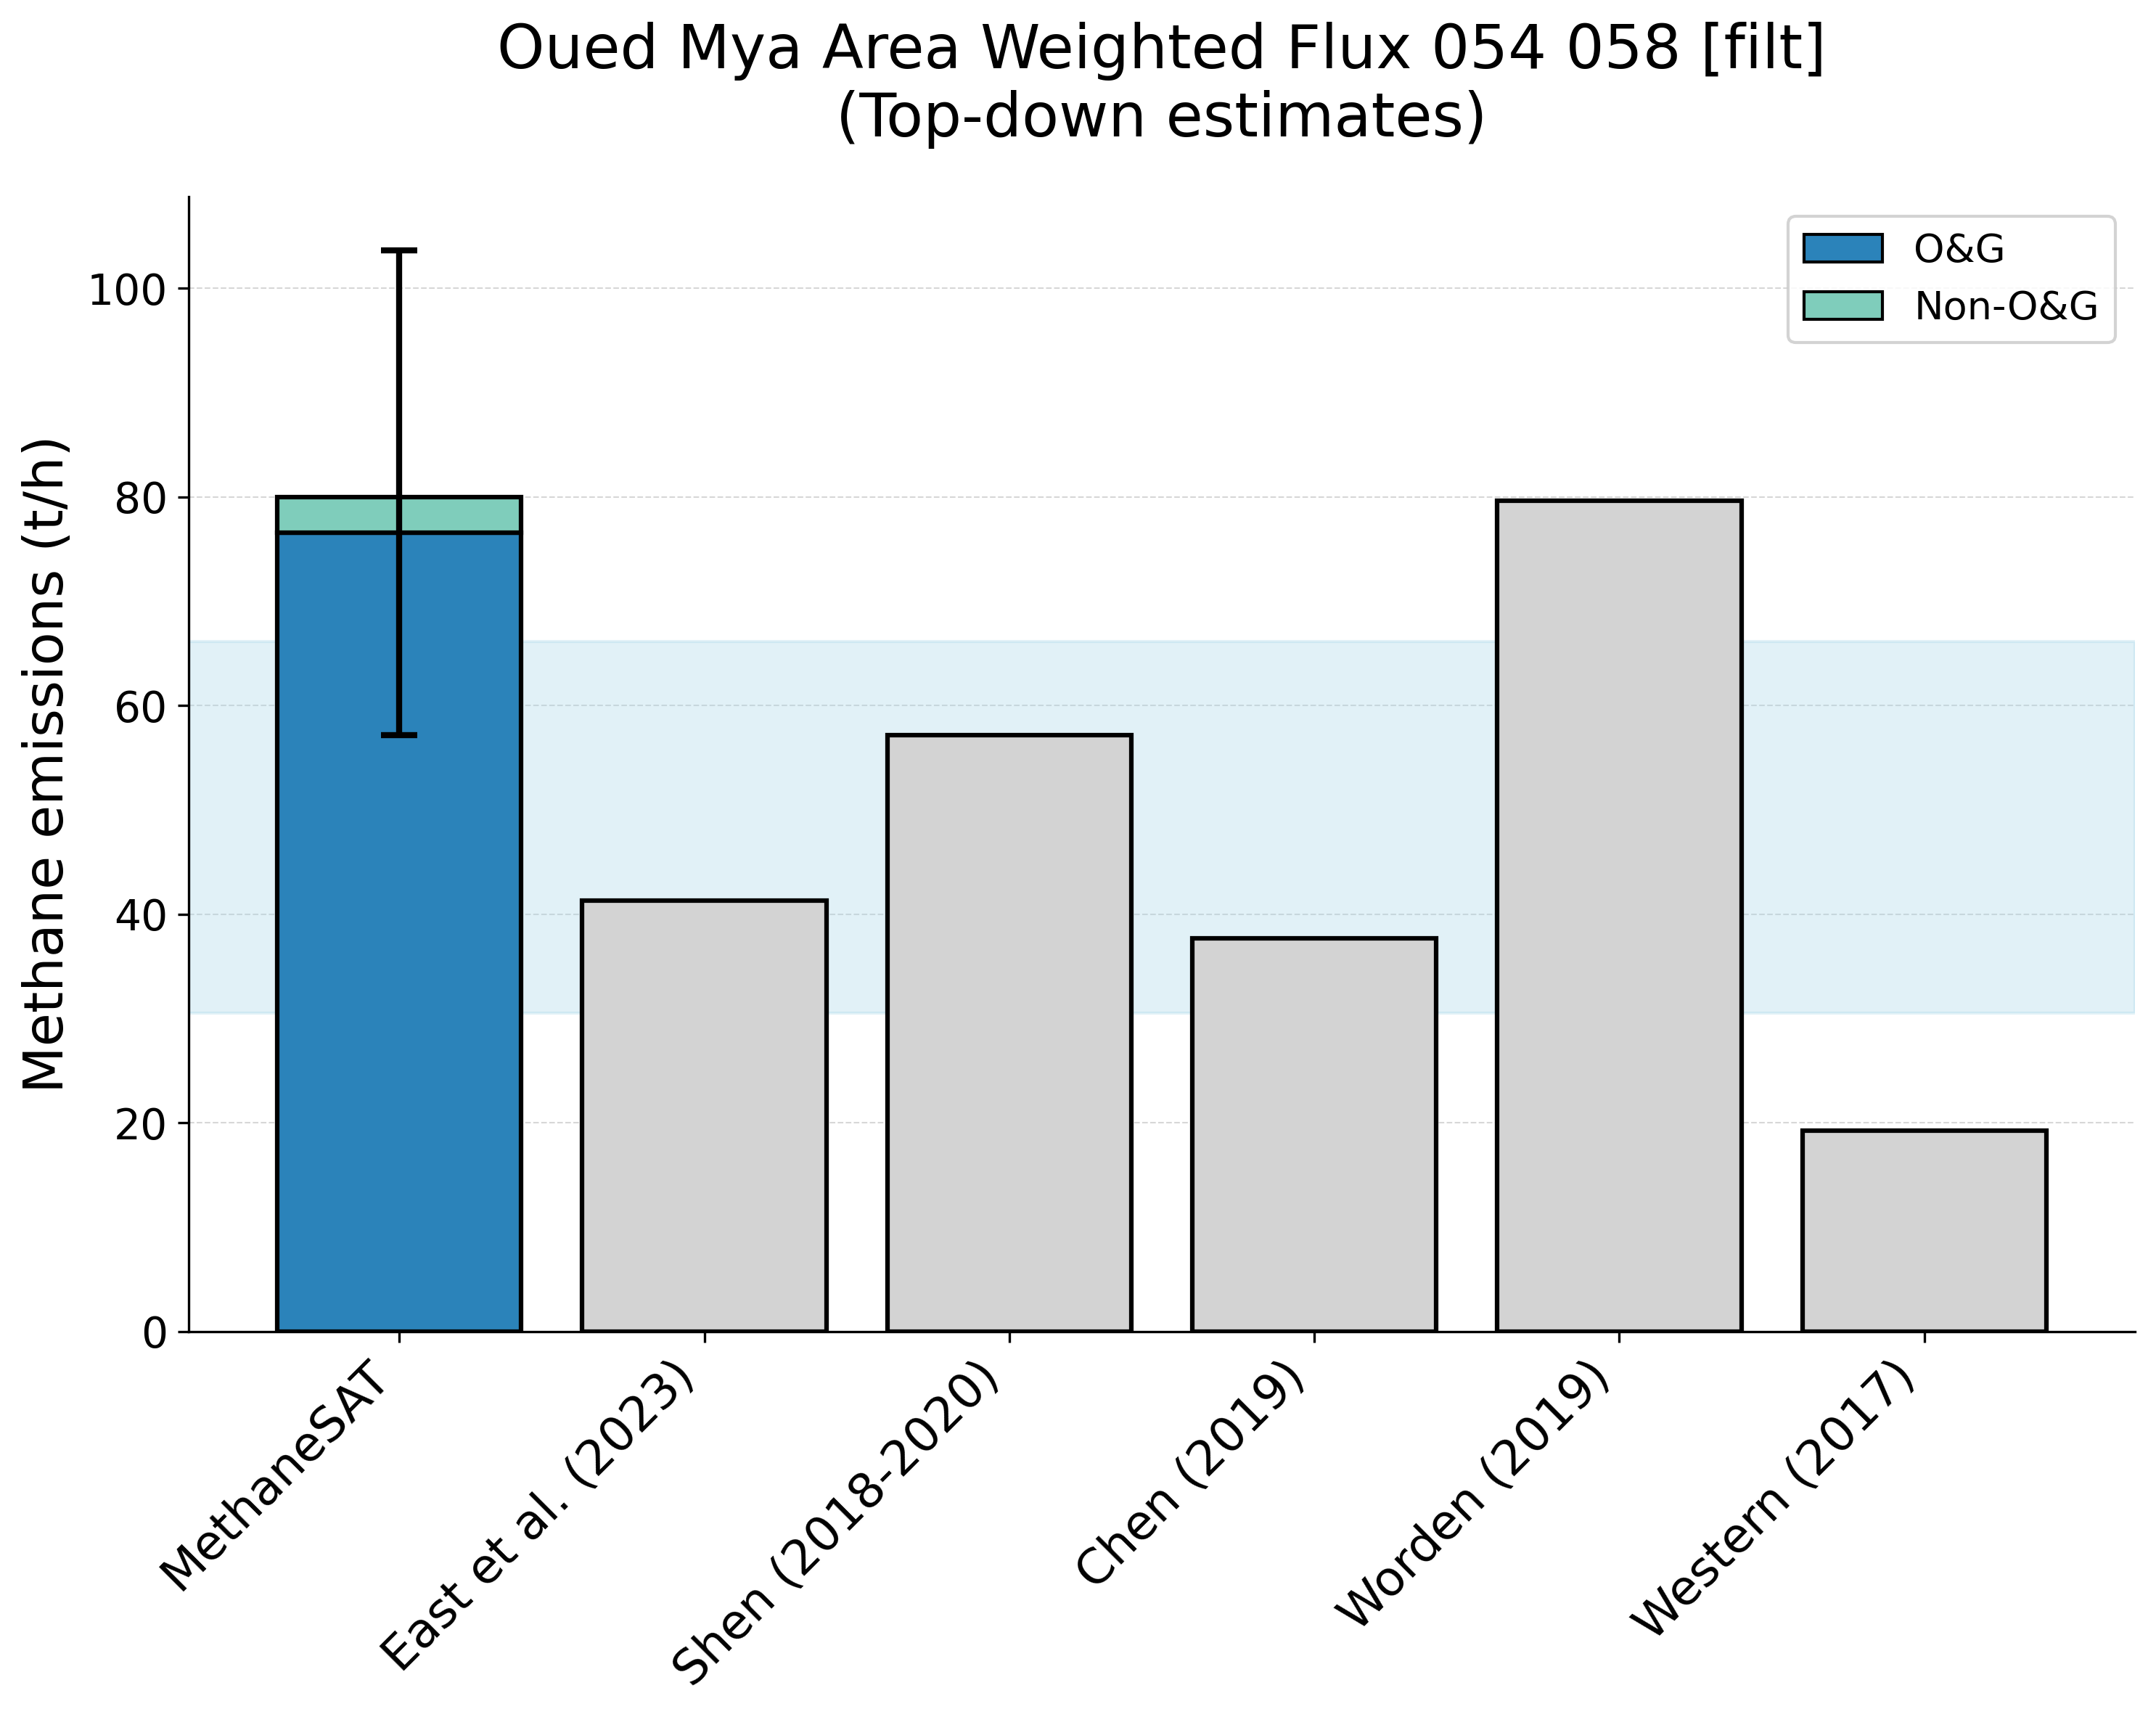 Oued Mya Area Weighted Flux 054 058 [filt]
(Top-down estimates)
O&G
Non-O&G
Methane emissions (t/h)
100
80
60
40
20
0
MethaneSAT
East et al. (2023)
Shen (2018-2020)
Chen (2019)
Worden (2019)
Western (2017)